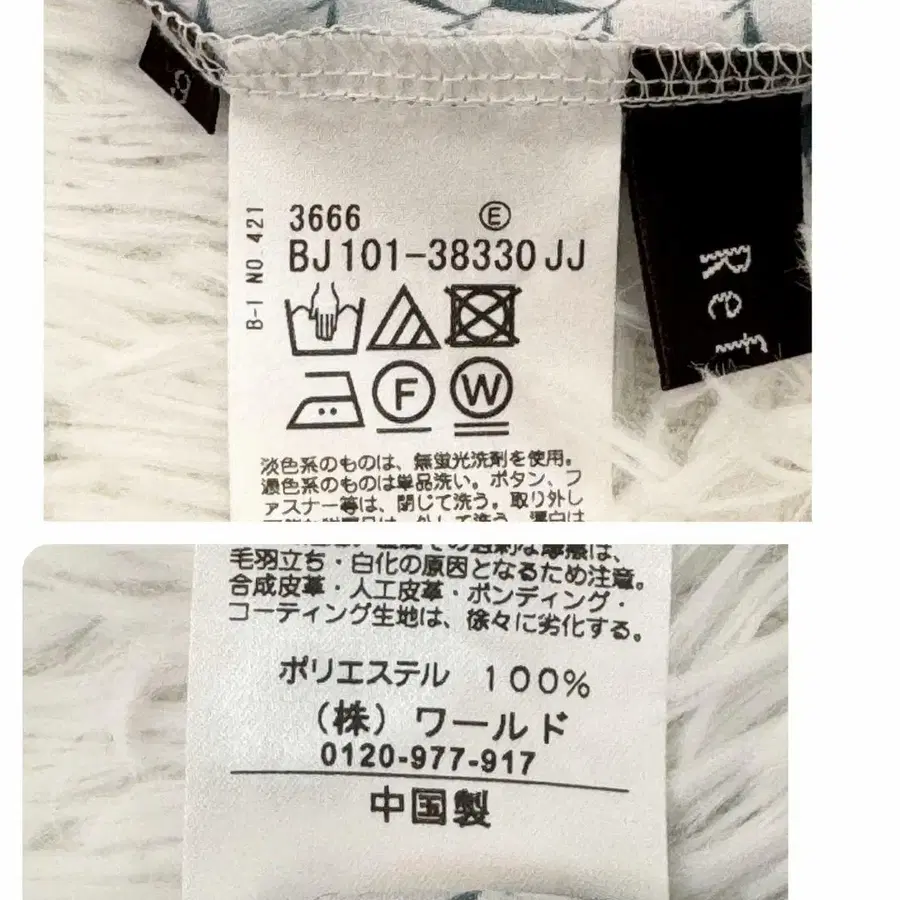 9
B-I NO.421
3666 Ⓔ
BJ101-38330JJ
F W
Ref
淡色系のものは、無蛍光洗剤を使用。
濃色系のものは単品洗い。ボタン、フ
ァスナー等は、閉じて洗う。取り外し
毛羽立ち・白化の原因となるため注意。
合成皮革・人工皮革・ボンディング・
コーティング生地は、徐々に劣化する。
ポリエステル 100%
(株)ワールド
0120-977-917
中国製